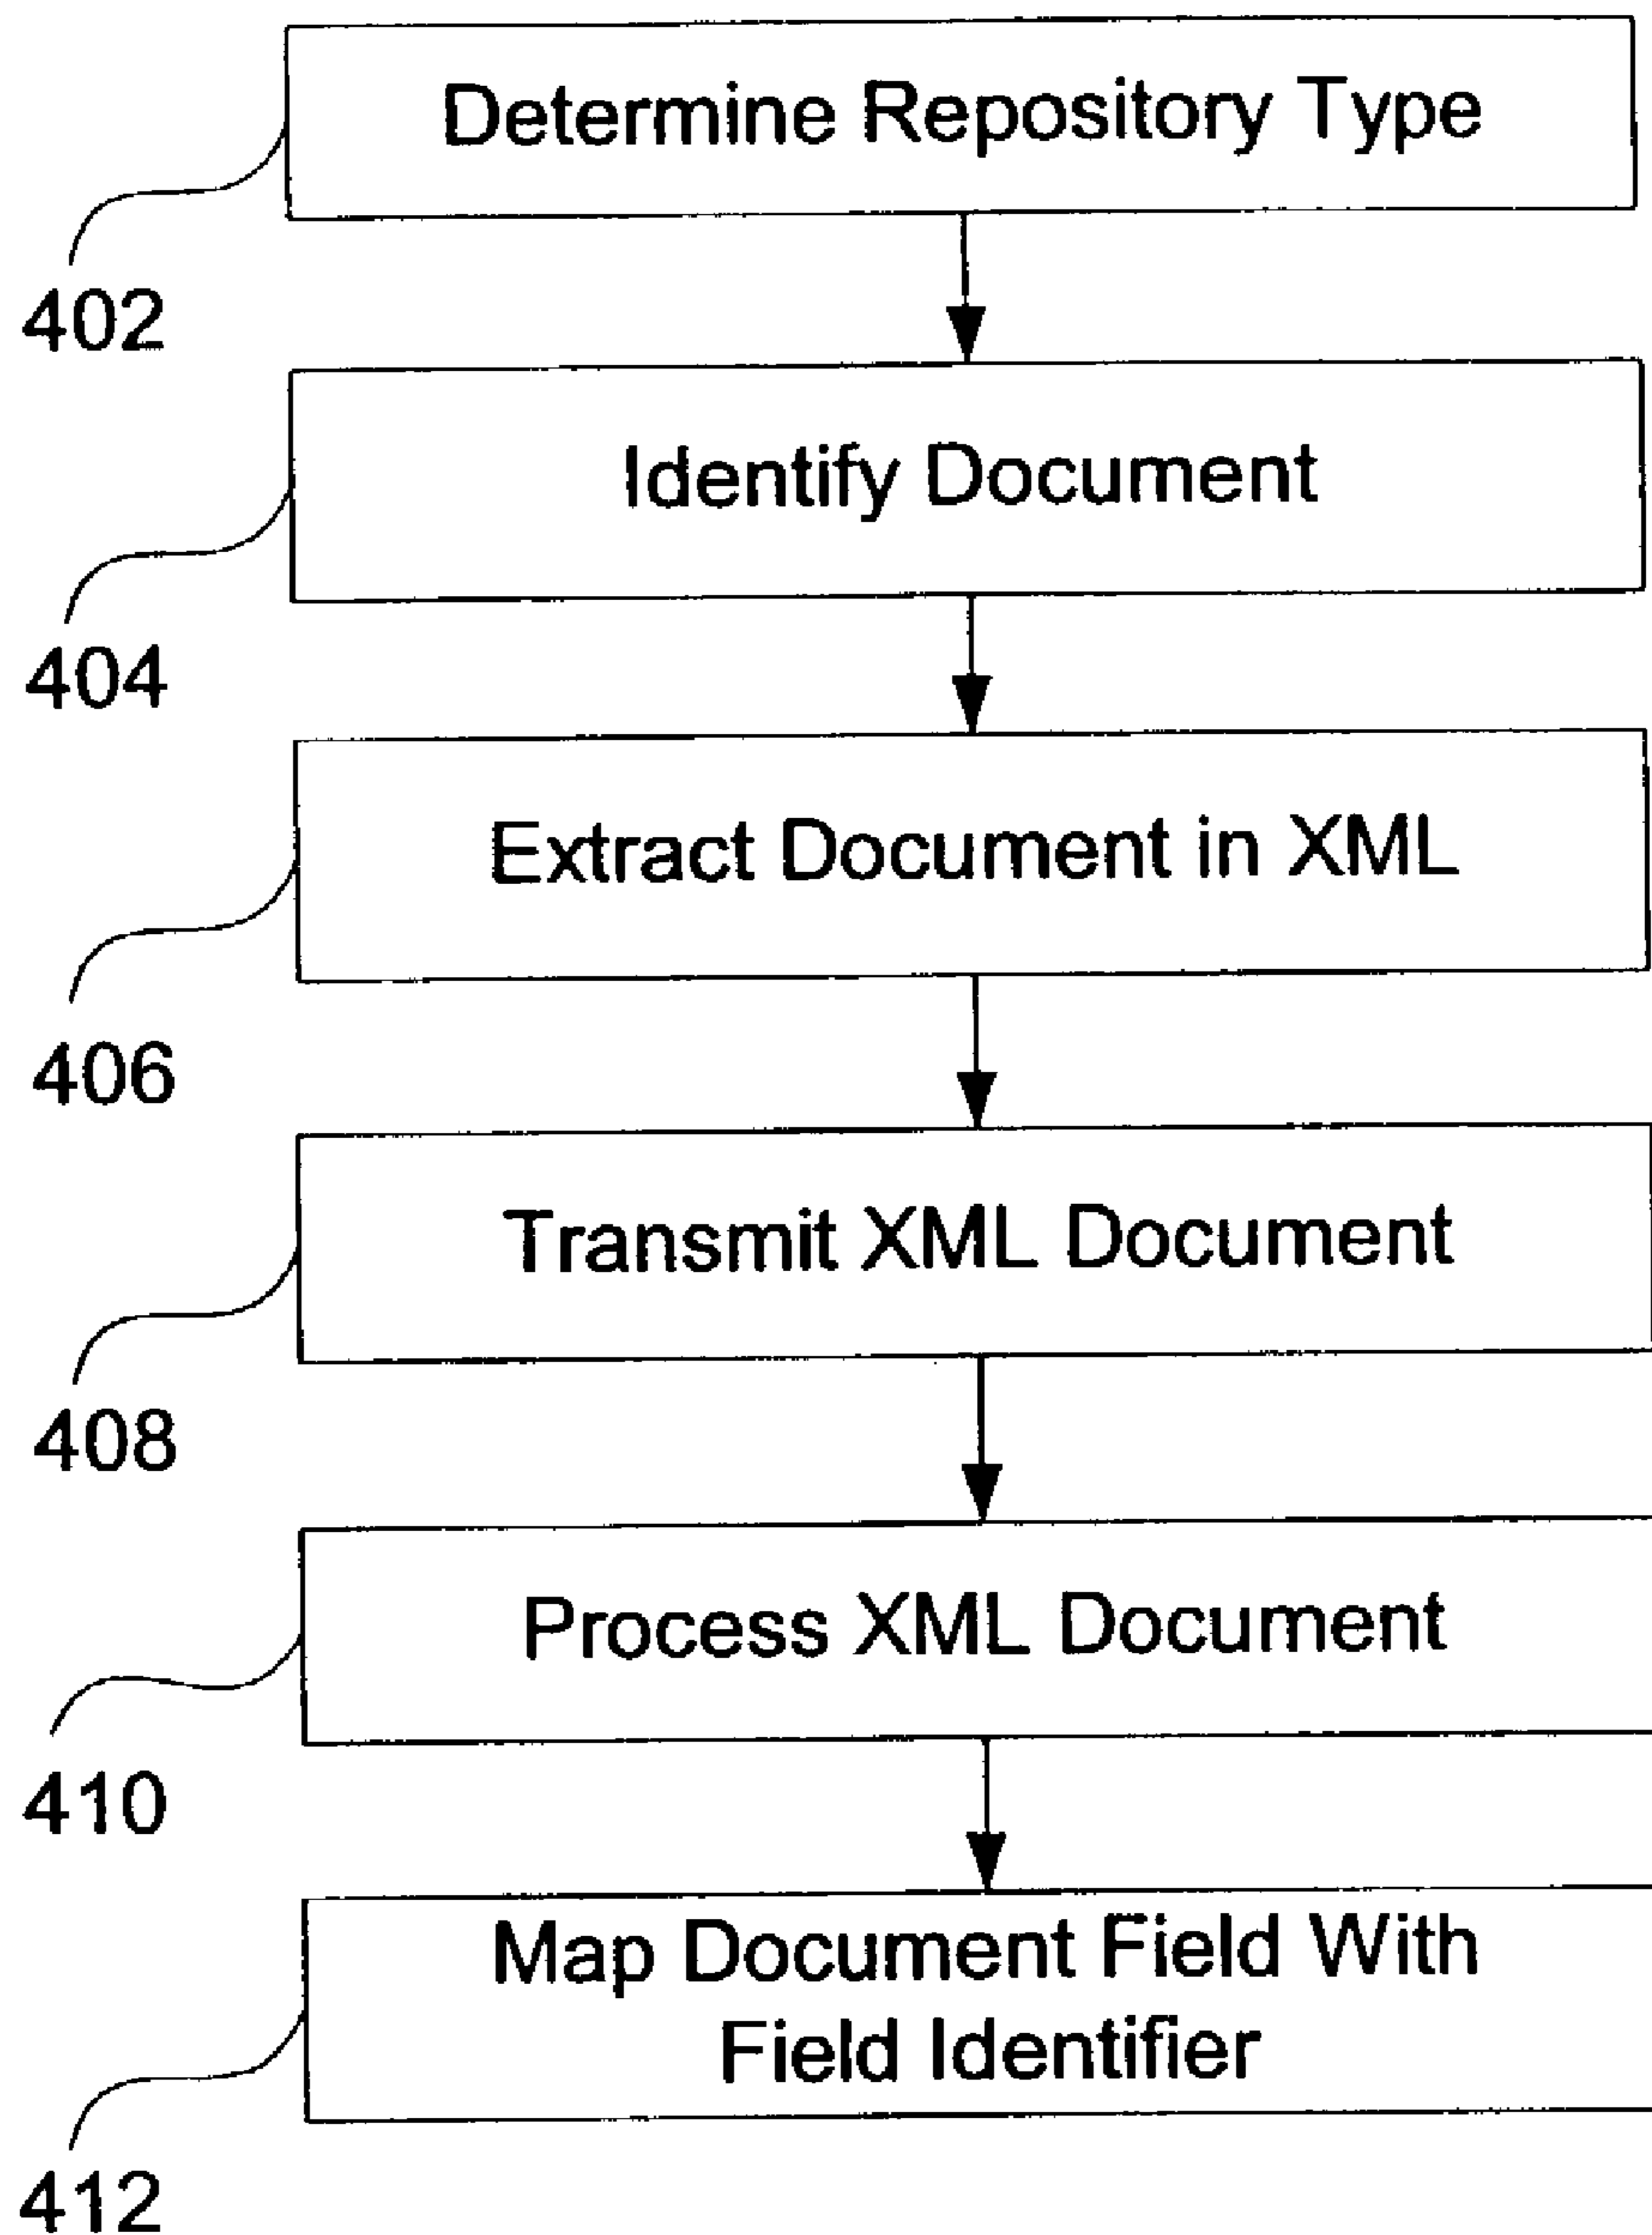 Determine Repository Type
402
Identify Document
404
Extract Document in XML
406
Transmit XML Document
408
Process XML Document
410
Map Document Field With
Field Identifier
412